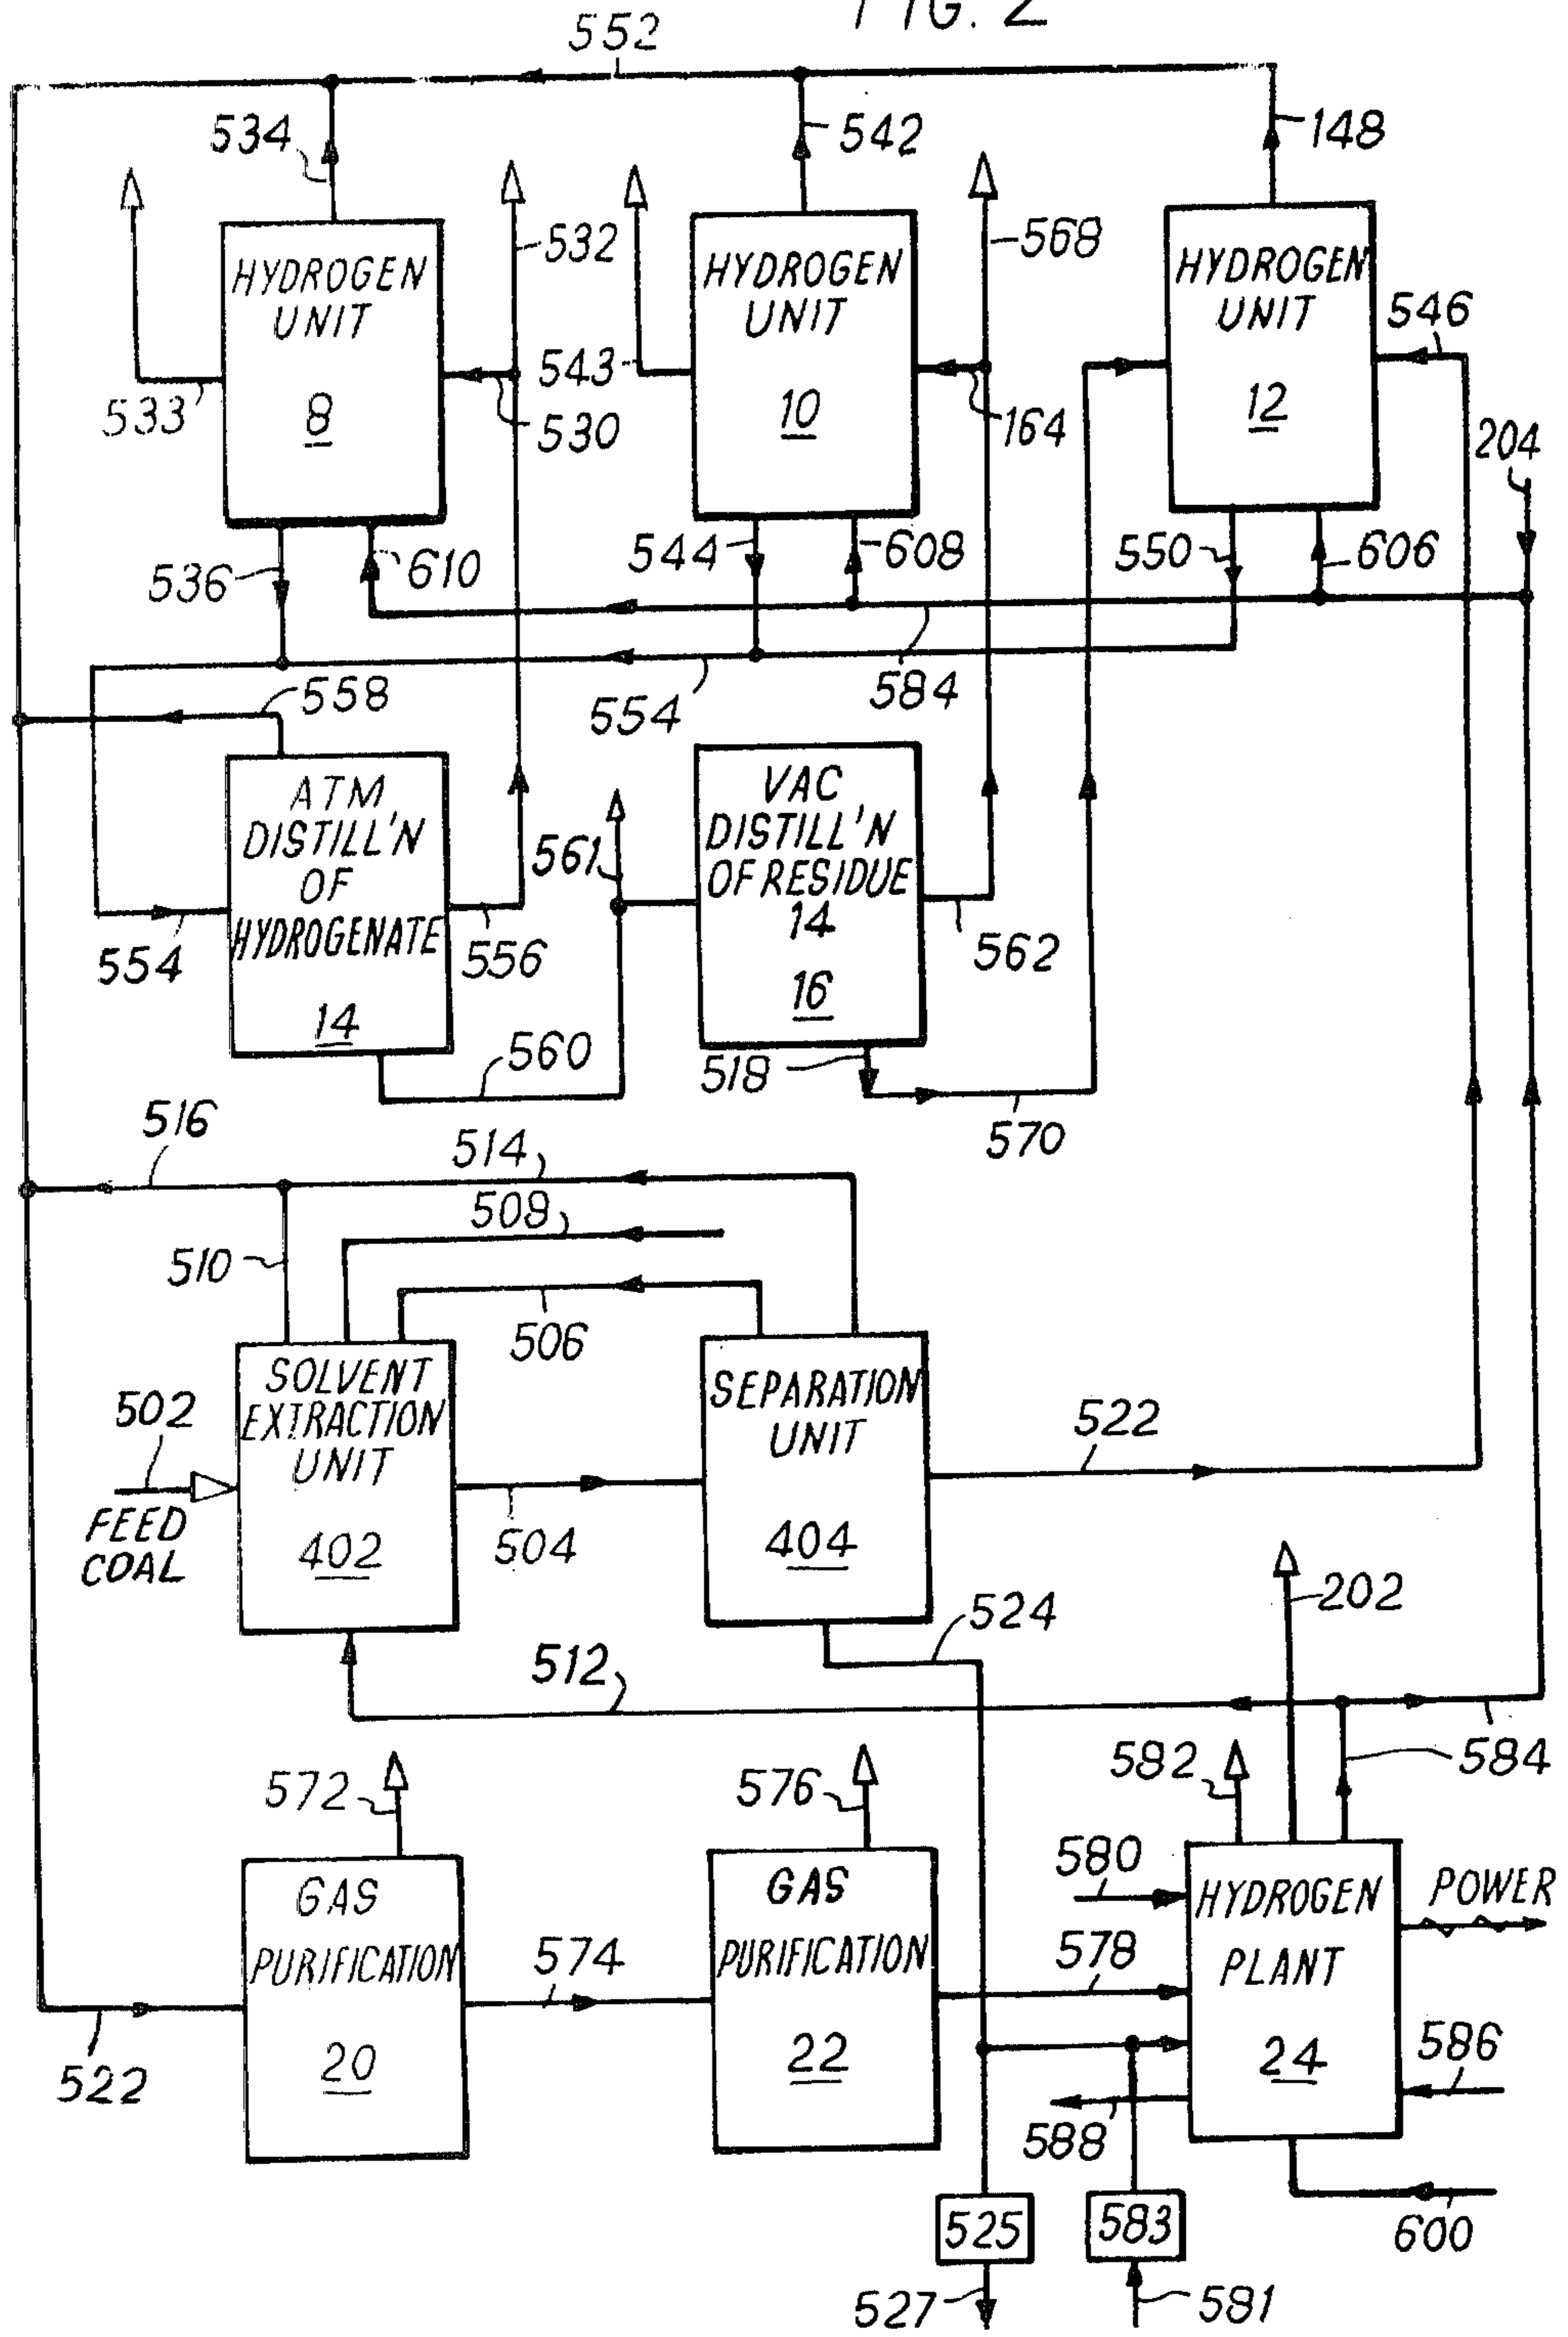 FIG. 2
552
534
542
148
532
568
HYDROGEN
UNIT
8
HYDROGEN
UNIT
10
HYDROGEN
UNIT
12
546
533
530
543
164
204
536
610
544
608
550
606
558
554
584
ATM
DISTILL'N
OF
HYDROGENATE
14
VAC
DISTILL'N
OF RESIDUE
14
16
561
554
556
562
560
518
570
516
514
508
510
506
SOLVENT
EXTRACTION
UNIT
402
SEPARATION
UNIT
404
502
FEED
COAL
504
522
524
202
512
584
582
572
576
580
GAS
PURIFICATION
20
GAS
PURIFICATION
22
HYDROGEN
PLANT
24
POWER
574
578
522
586
588
525
583
600
527
581